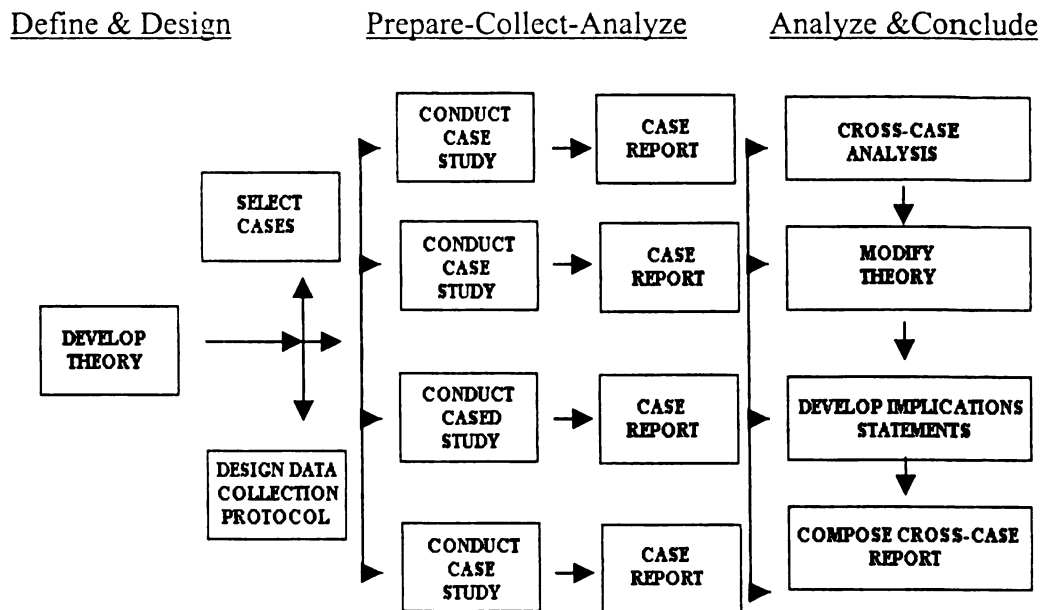 Define & Design
Prepare-Collect-Analyze
Analyze &Conclude
DEVELOP
THEORY
SELECT
CASES
DESIGN DATA
COLLECTION
PROTOCOL
CONDUCT
CASE
STUDY
CASE
REPORT
CONDUCT
CASE
STUDY
CASE
REPORT
CONDUCT
CASED
STUDY
CASE
REPORT
CONDUCT
CASE
STUDY
CASE
REPORT
CROSS-CASE
ANALYSIS
MODIFY
THEORY
DEVELOP IMPLICATIONS
STATEMENTS
COMPOSE CROSS-CASE
REPORT